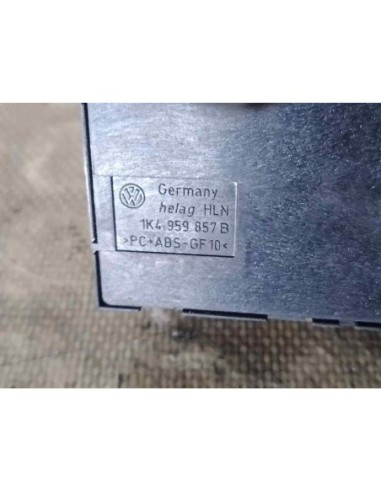 Germany
helag HLN
1K4 959 857 B
>PC+ABS-GF10<